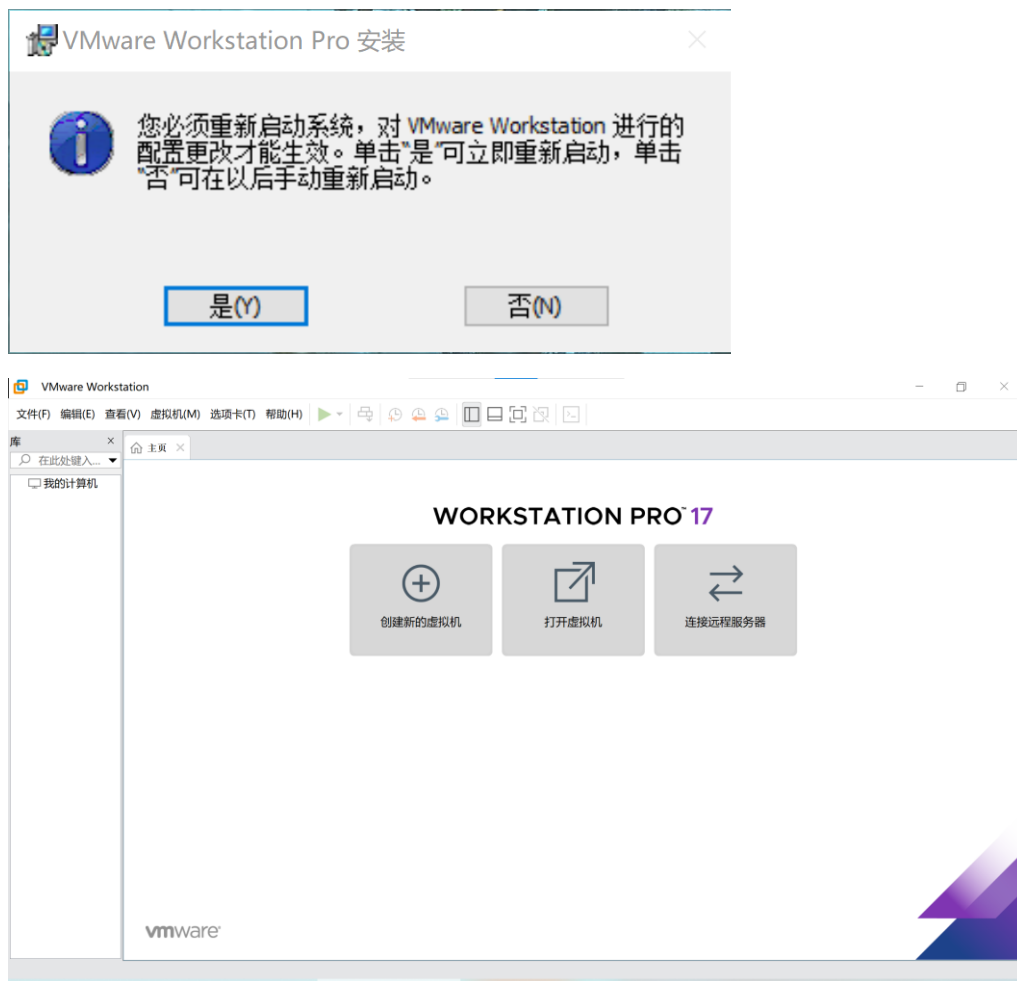 VMware Workstation Pro 安装
您必须重新启动系统，对 VMware Workstation 进行的
配置更改才能生效。单击"是"可立即重新启动，单击
"否"可在以后手动重新启动。
是(Y)
否(N)
VMware Workstation
文件(F) 编辑(E) 查看(V) 虚拟机(M) 选项卡(T) 帮助(H)
库
主页
在此处键入...
我的计算机
WORKSTATION PRO™ 17
创建新的虚拟机
打开虚拟机
连接远程服务器
vmware